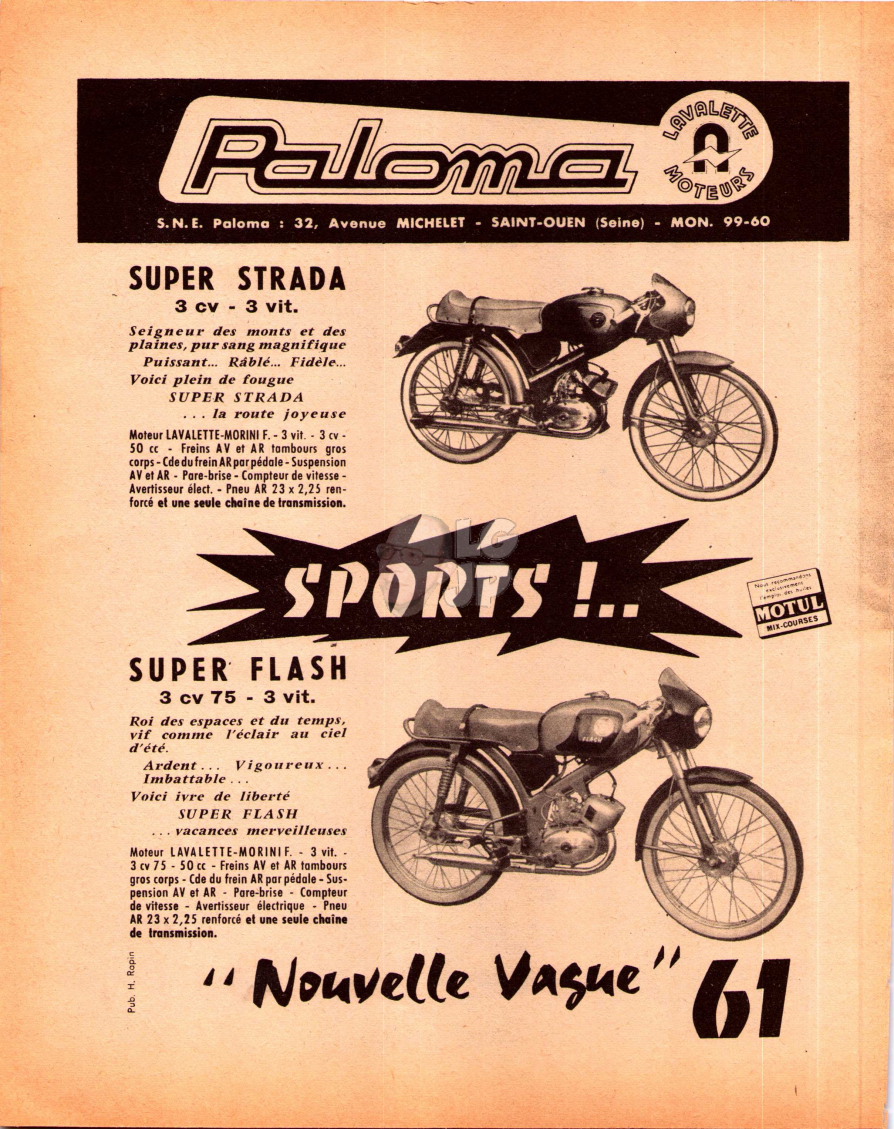 Paloma
LAVALETTE
MOTEURS
S.N.E. Paloma : 32, Avenue MICHELET - SAINT-OUEN (Seine) - MON. 99-60
SUPER STRADA
3 cv - 3 vit.
Seigneur des monts et des
plaines, pur sang magnifique
Puissant... Râblé... Fidèle...
Voici plein de fougue
SUPER STRADA
... la route joyeuse
Moteur LAVALETTE-MORINI F. - 3 vit. - 3 cv -
50 cc - Freins AV et AR tambours gros
corps - Cde du frein AR par pédale - Suspension
AV et AR - Pare-brise - Compteur de vitesse -
Avertisseur élect. - Pneu AR 23 x 2,25 ren-
forcé et une seule chaîne de transmission.
LG
SPORTS !..
Nous recommandons
exclusivement
l'emploi des huiles
MOTUL
MIX-COURSES
SUPER FLASH
3 cv 75 - 3 vit.
Roi des espaces et du temps,
vif comme l'éclair au ciel
d'été.
Ardent... Vigoureux...
Imbattable...
Voici ivre de liberté
SUPER FLASH
... vacances merveilleuses
Moteur LAVALETTE-MORINI F. - 3 vit. -
3 cv 75 - 50 cc - Freins AV et AR tambours
gros corps - Cde du frein AR par pédale - Sus-
pension AV et AR - Pare-brise - Compteur
de vitesse - Avertisseur électrique - Pneu
AR 23 x 2,25 renforcé et une seule chaîne
de transmission.
FLASH
Pub. H. Rapin
"Nouvelle Vague" 61